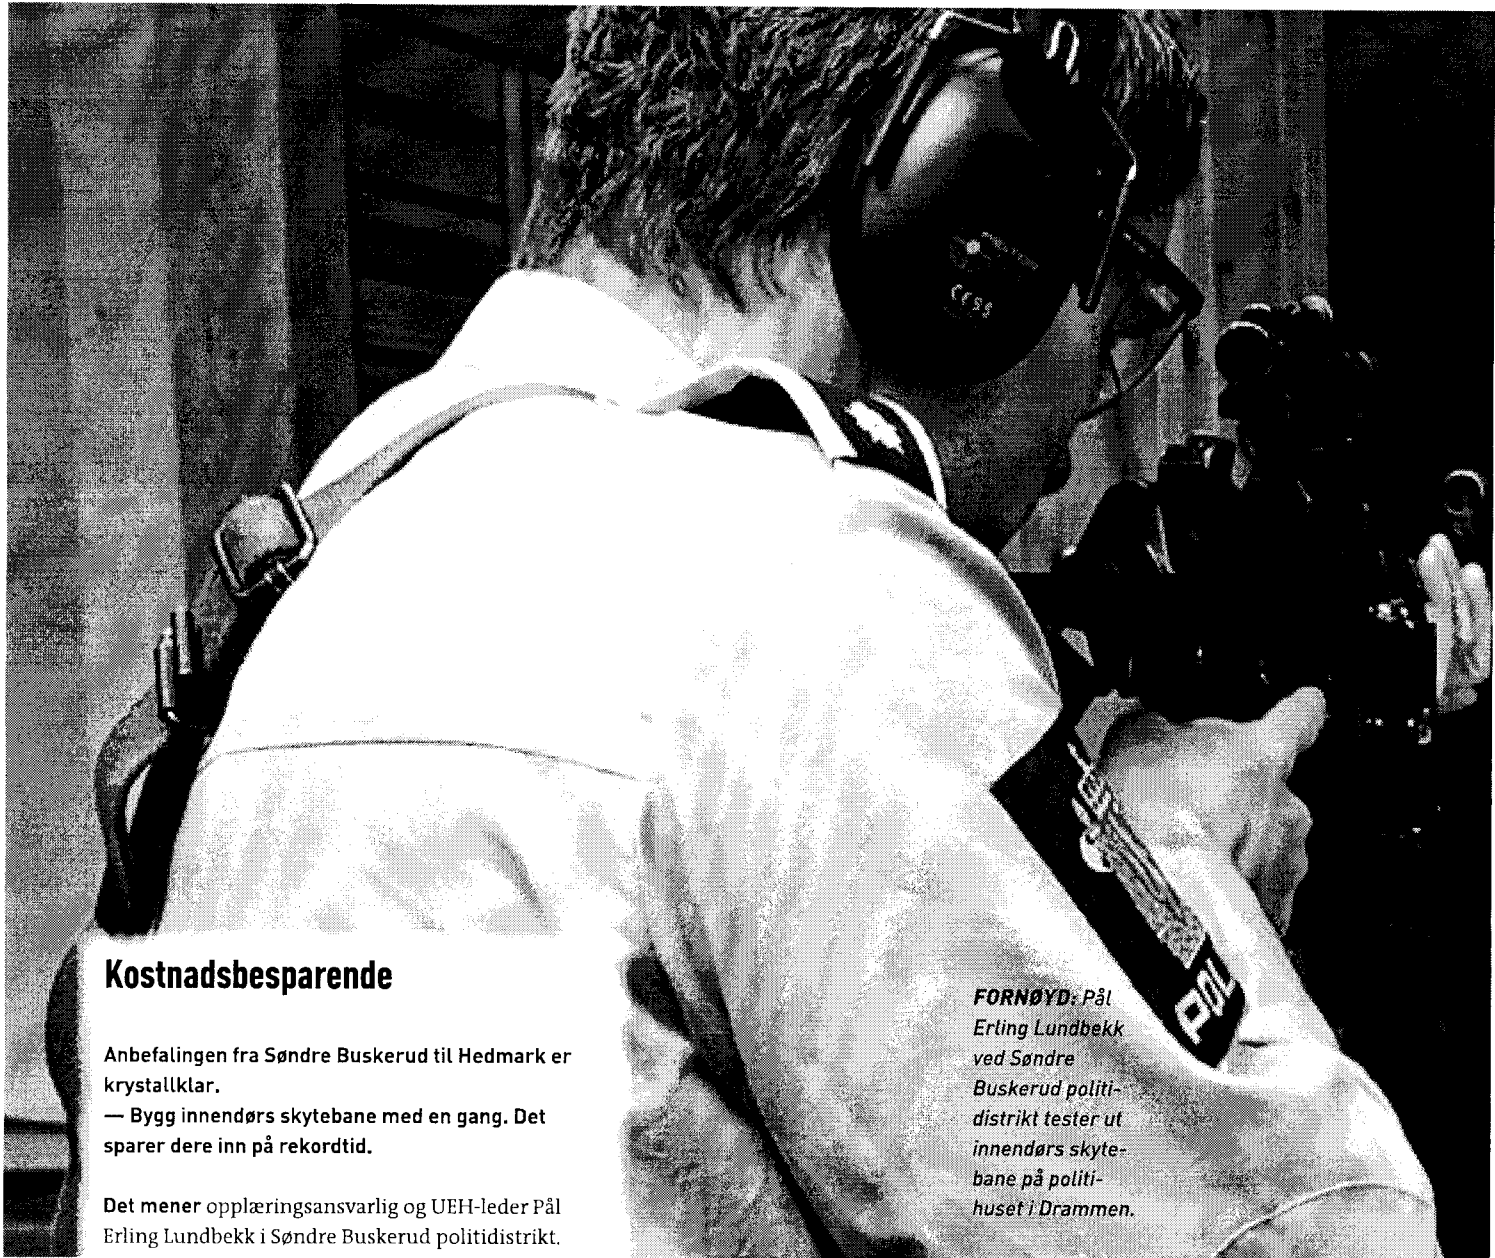 Kostnadsbesparende
Anbefalingen fra Søndre Buskerud til Hedmark er
krystallklar.
— Bygg innendørs skytebane med en gang. Det
sparer dere inn på rekordtid.
Det mener opplæringsansvarlig og UEH-leder Pål
Erling Lundbekk i Søndre Buskerud politidistrikt.
FORNØYD: Pål
Erling Lundbekk
ved Søndre
Buskerud politi-
distrikt tester ut
innendørs skyte-
bane på politi-
huset i Drammen.
POL